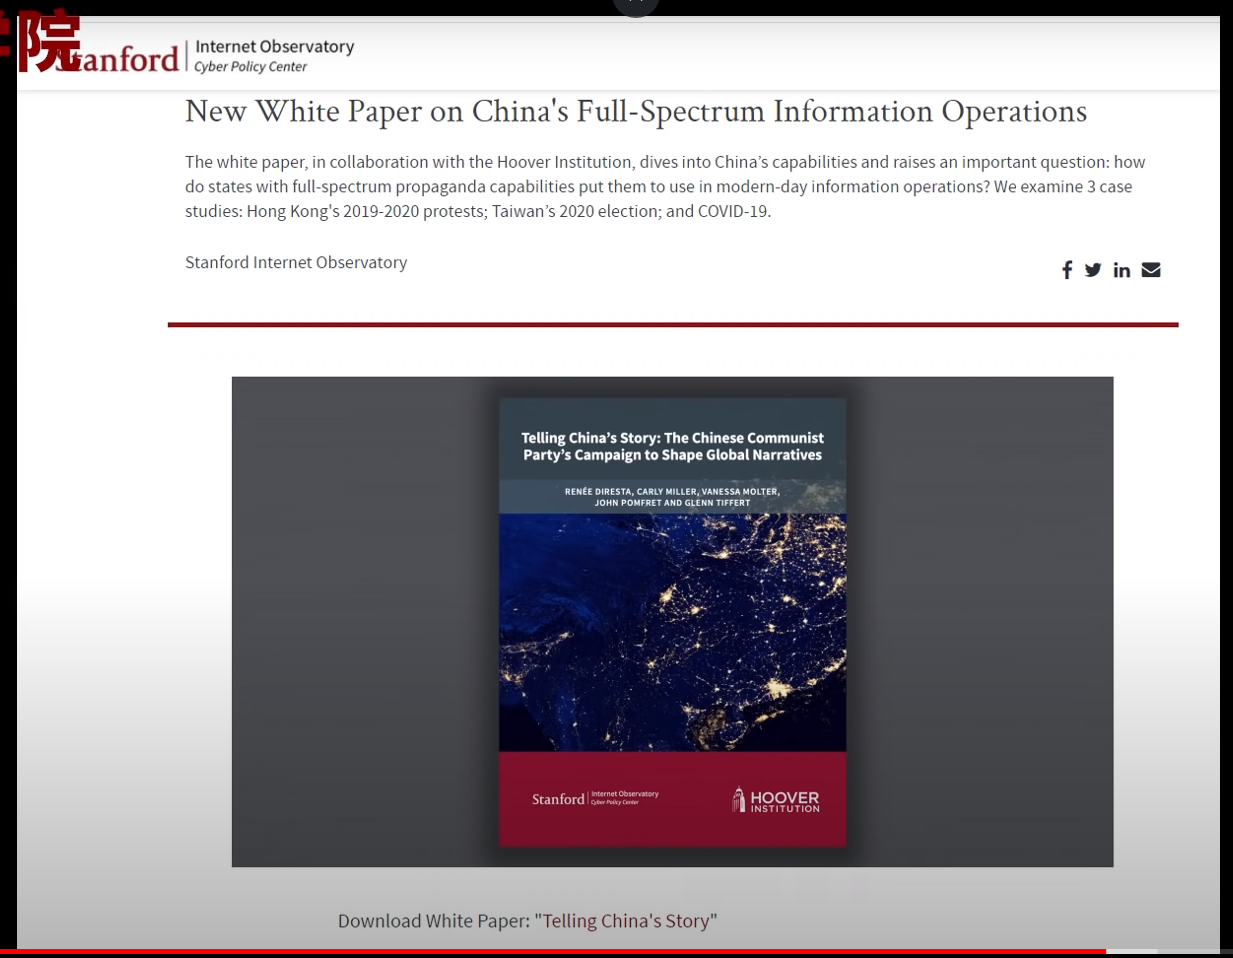 院
Stanford
Internet Observatory
Cyber Policy Center
New White Paper on China's Full-Spectrum Information Operations
The white paper, in collaboration with the Hoover Institution, dives into China’s capabilities and raises an important question: how
do states with full-spectrum propaganda capabilities put them to use in modern-day information operations? We examine 3 case
studies: Hong Kong's 2019-2020 protests; Taiwan’s 2020 election; and COVID-19.
Stanford Internet Observatory
Telling China’s Story: The Chinese Communist
Party’s Campaign to Shape Global Narratives
RENÉE DIRESTA, CARLY MILLER, VANESSA MOLTER,
JOHN POMFRET AND GLENN TIFFERT
Stanford
Internet Observatory
Cyber Policy Center
HOOVER
INSTITUTION
Download White Paper: "Telling China's Story"